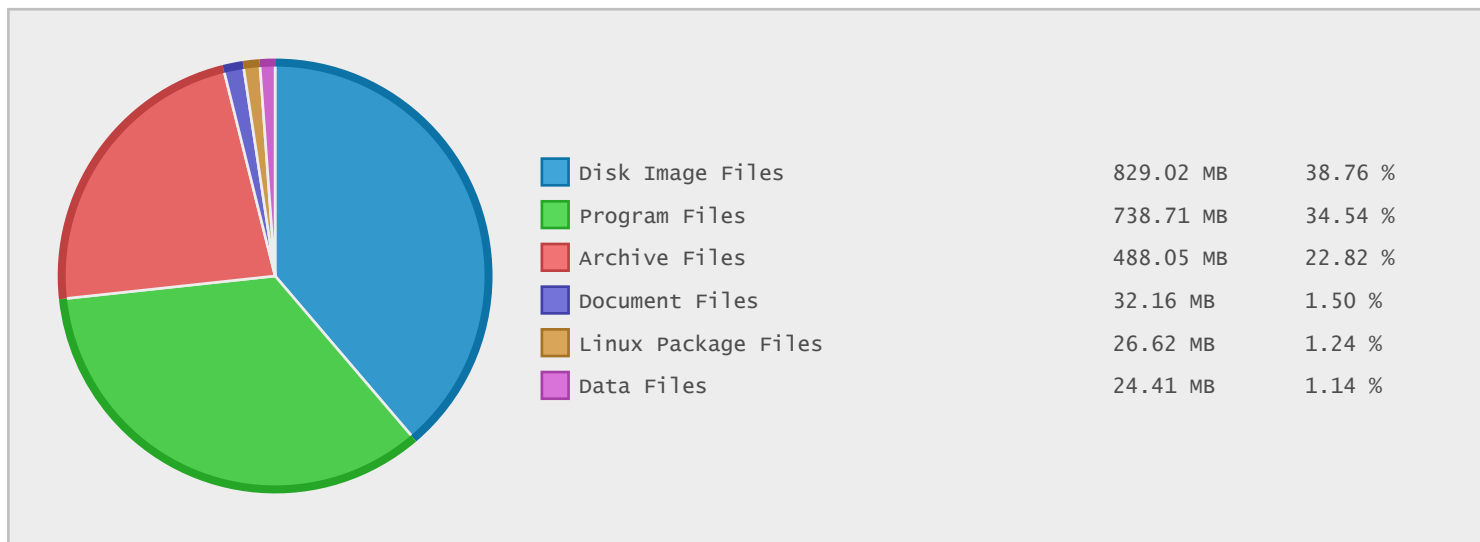 Disk Image Files 829.02 MB 38.76 %
Program Files 738.71 MB 34.54 %
Archive Files 488.05 MB 22.82 %
Document Files 32.16 MB 1.50 %
Linux Package Files 26.62 MB 1.24 %
Data Files 24.41 MB 1.14 %